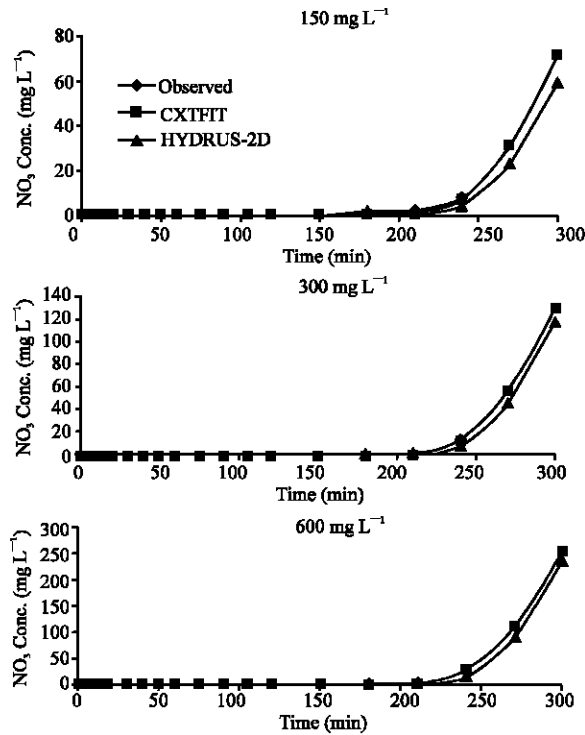 150 mg L⁻¹
NO₃ Conc. (mg L⁻¹)
80
60
40
20
0
Observed
CXTFIT
HYDRUS-2D
0 50 100 150 200 250 300
Time (min)
300 mg L⁻¹
NO₃ Conc. (mg L⁻¹)
140
120
100
80
60
40
20
0
0 50 100 150 200 250 300
Time (min)
600 mg L⁻¹
NO₃ Conc. (mg L⁻¹)
300
250
200
150
100
50
0
0 50 100 150 200 250 300
Time (min)